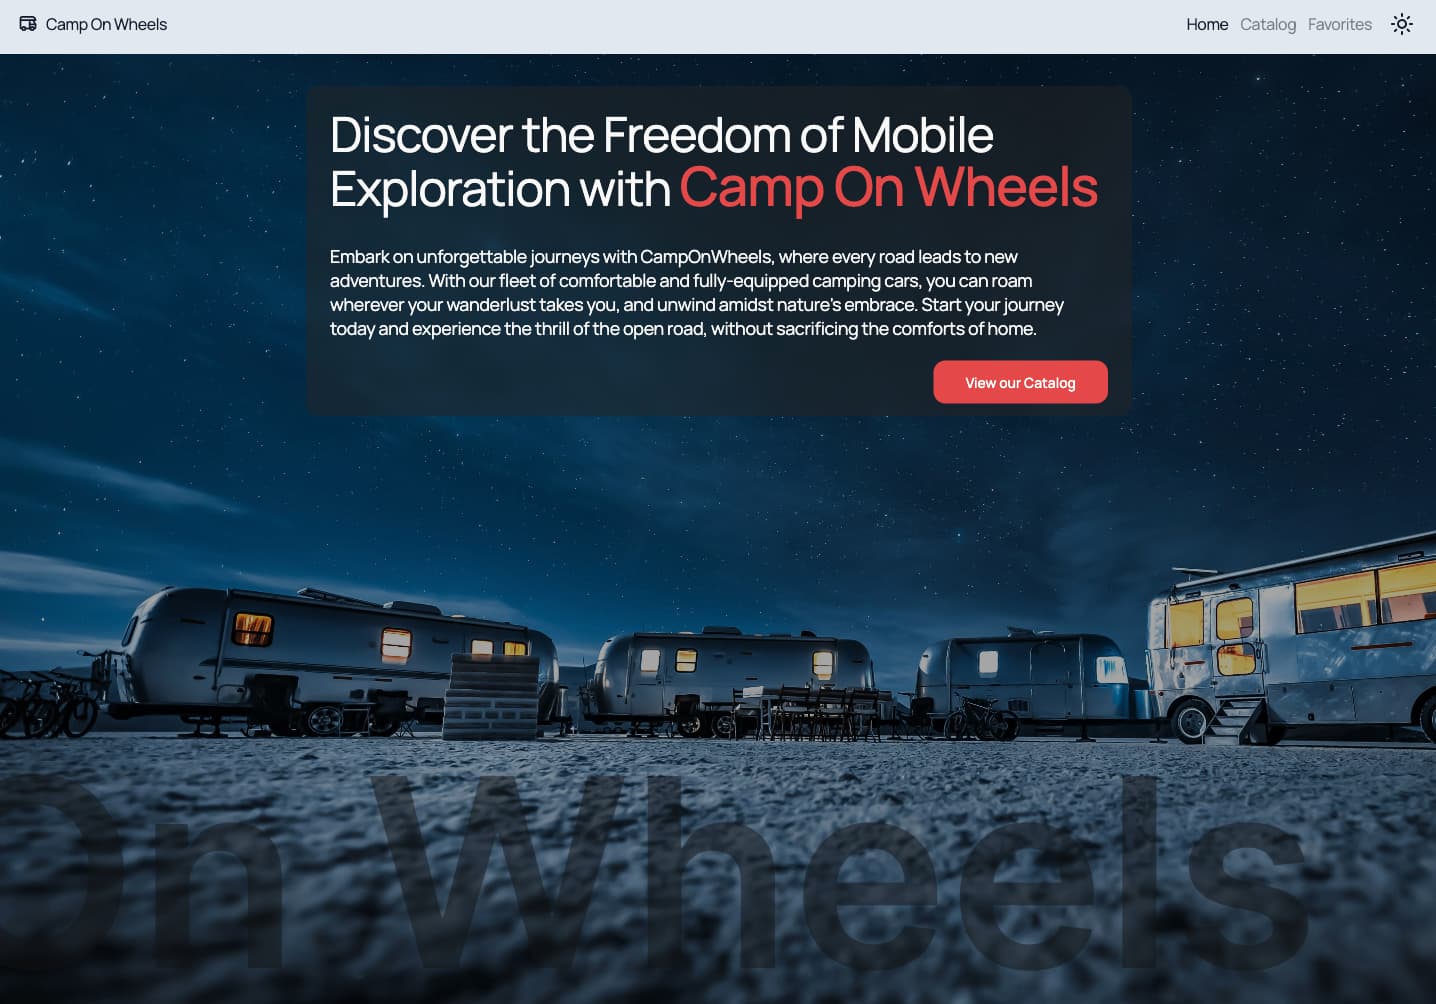 Camp On Wheels
Home Catalog Favorites
Discover the Freedom of Mobile
Exploration with Camp On Wheels
Embark on unforgettable journeys with CampOnWheels, where every road leads to new
adventures. With our fleet of comfortable and fully-equipped camping cars, you can roam
wherever your wanderlust takes you, and unwind amidst nature's embrace. Start your journey
today and experience the thrill of the open road, without sacrificing the comforts of home.
View our Catalog
On Wheels